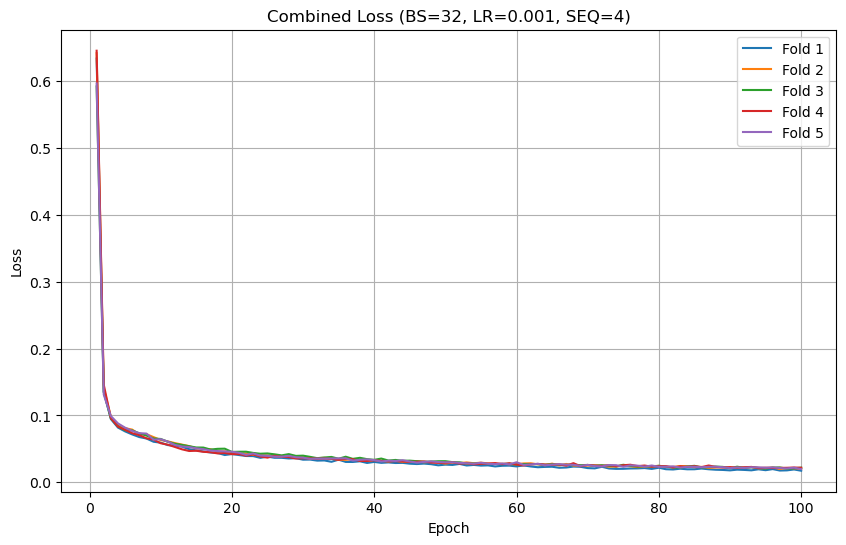 Combined Loss (BS=32, LR=0.001, SEQ=4)
Fold 1
Fold 2
Fold 3
Fold 4
Fold 5
Loss
0.6
0.5
0.4
0.3
0.2
0.1
0.0
0 20 40 60 80 100
Epoch